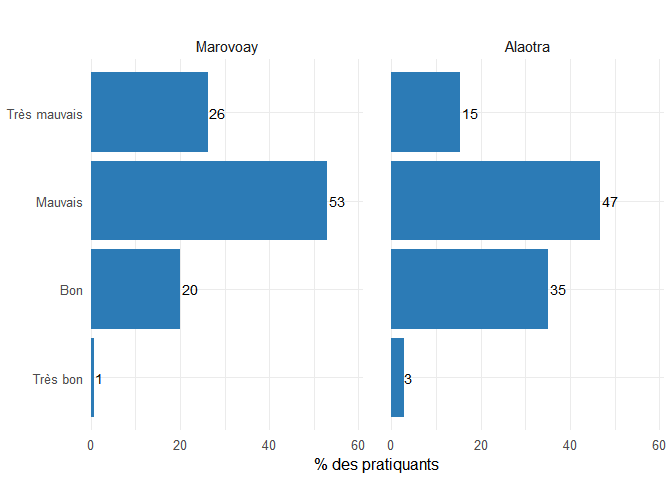 Marovoay Alaotra
Très mauvais 26 15
Mauvais 53 47
Bon 20 35
Très bon 1 3
0 20 40 60 0 20 40 60
% des pratiquants